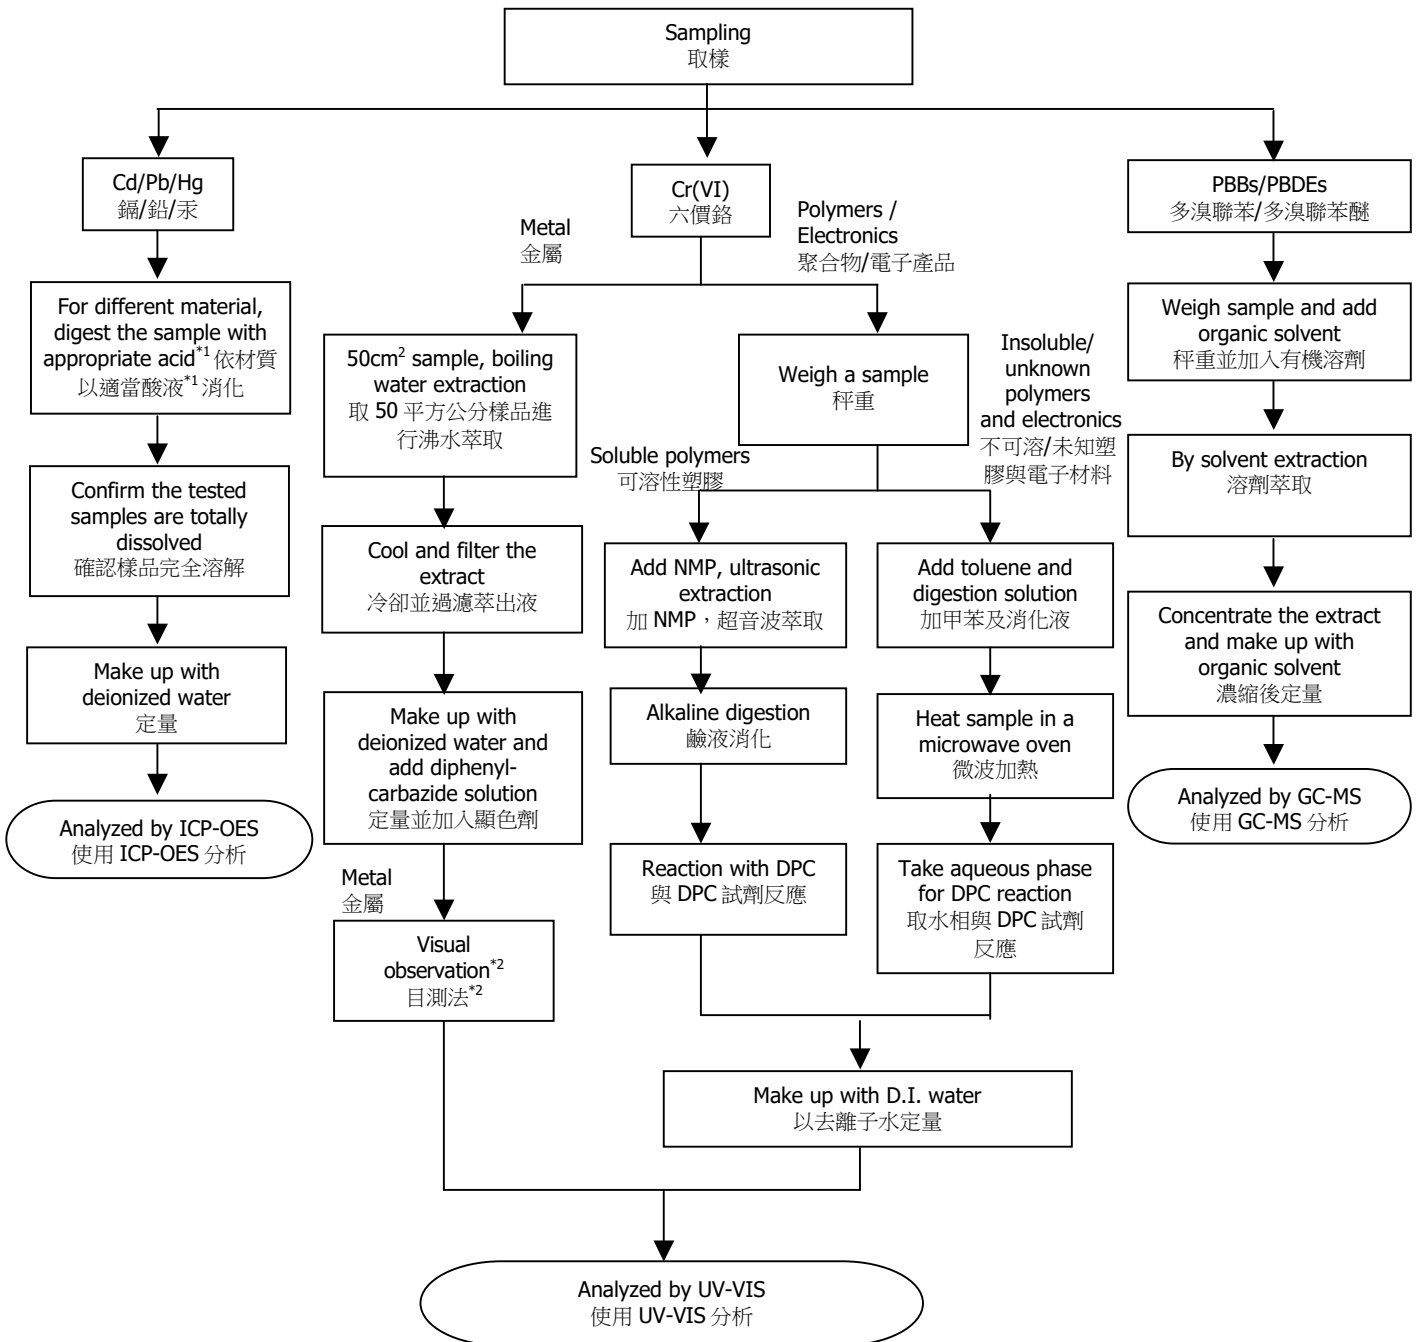 Sampling
取樣
Cd/Pb/Hg
鎘/鉛/汞
For different material,
digest the sample with
appropriate acid*1 依材質
以適當酸液*1 消化
Confirm the tested
samples are totally
dissolved
確認樣品完全溶解
Make up with
deionized water
定量
Analyzed by ICP-OES
使用 ICP-OES 分析
Cr(VI)
六價鉻
Metal
金屬
Polymers /
Electronics
聚合物/電子產品
50cm2 sample, boiling
water extraction
取 50 平方公分樣品進
行沸水萃取
Cool and filter the
extract
冷卻並過濾萃出液
Make up with
deionized water and
add diphenyl-
carbazide solution
定量並加入顯色劑
Metal
金屬
Visual
observation*2
目測法*2
Weigh a sample
秤重
Soluble polymers
可溶性塑膠
Insoluble/
unknown
polymers
and electronics
不可溶/未知塑
膠與電子材料
Add NMP, ultrasonic
extraction
加 NMP，超音波萃取
Alkaline digestion
鹼液消化
Reaction with DPC
與 DPC 試劑反應
Add toluene and
digestion solution
加甲苯及消化液
Heat sample in a
microwave oven
微波加熱
Take aqueous phase
for DPC reaction
取水相與 DPC 試劑
反應
Make up with D.I. water
以去離子水定量
Analyzed by UV-VIS
使用 UV-VIS 分析
PBBs/PBDEs
多溴聯苯/多溴聯苯醚
Weigh sample and add
organic solvent
秤重並加入有機溶劑
By solvent extraction
溶劑萃取
Concentrate the extract
and make up with
organic solvent
濃縮後定量
Analyzed by GC-MS
使用 GC-MS 分析